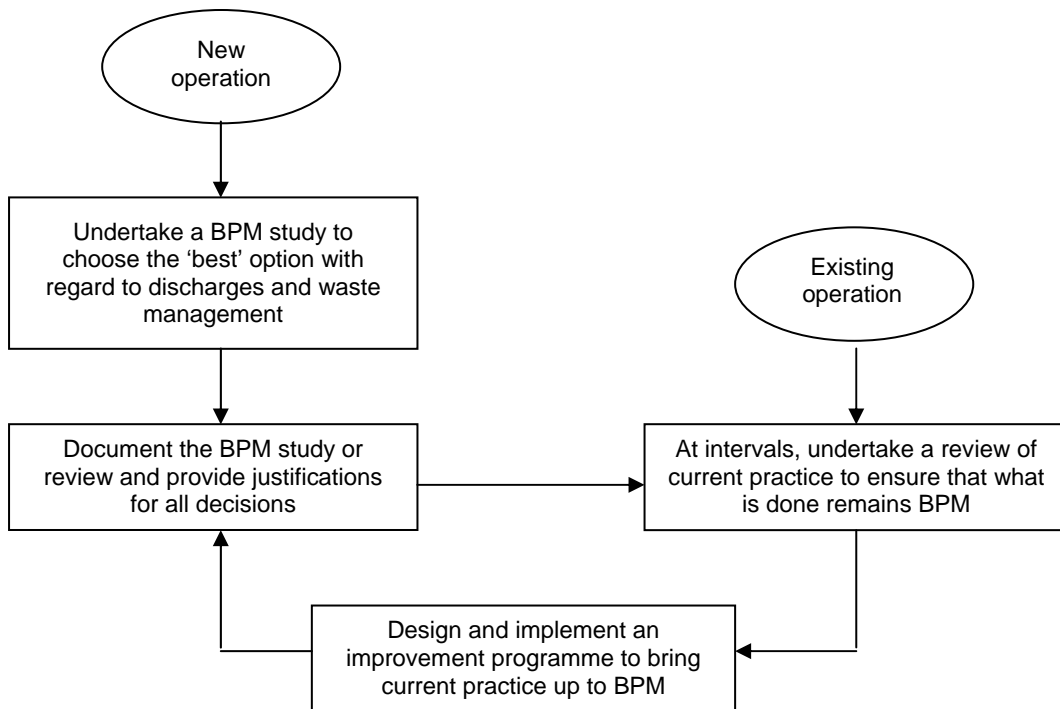 New
operation
Undertake a BPM study to
choose the ‘best’ option with
regard to discharges and waste
management
Existing
operation
Document the BPM study or
review and provide justifications
for all decisions
At intervals, undertake a review of
current practice to ensure that what
is done remains BPM
Design and implement an
improvement programme to bring
current practice up to BPM